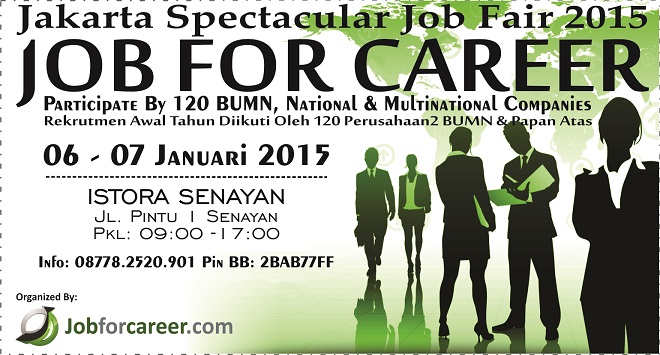 Jakarta Spectacular Job Fair 2015
JOB FOR CAREER
Participate By 120 BUMN, National & Multinational Companies
Rekrutmen Awal Tahun Diikuti Oleh 120 Perusahaan2 BUMN & Papan Atas
06 - 07 Januari 2015
ISTORA SENAYAN
Jl. Pintu I Senayan
Pkl: 09:00 -17:00
Info: 08778.2520.901 Pin BB: 2BAB77FF
Organized By:
Jobforcareer.com